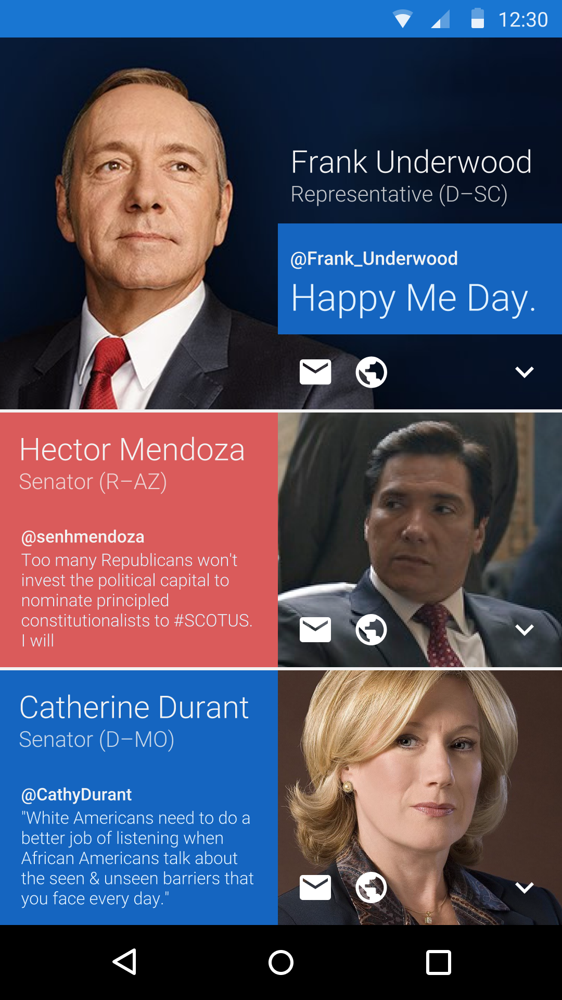 12:30
Frank Underwood
Representative (D–SC)
@Frank_Underwood
Happy Me Day.
Hector Mendoza
Senator (R–AZ)
@senhmendoza
Too many Republicans won't
invest the political capital to
nominate principled
constitutionalists to #SCOTUS.
I will
Catherine Durant
Senator (D–MO)
@CathyDurant
"White Americans need to do a
better job of listening when
African Americans talk about
the seen & unseen barriers that
you face every day."